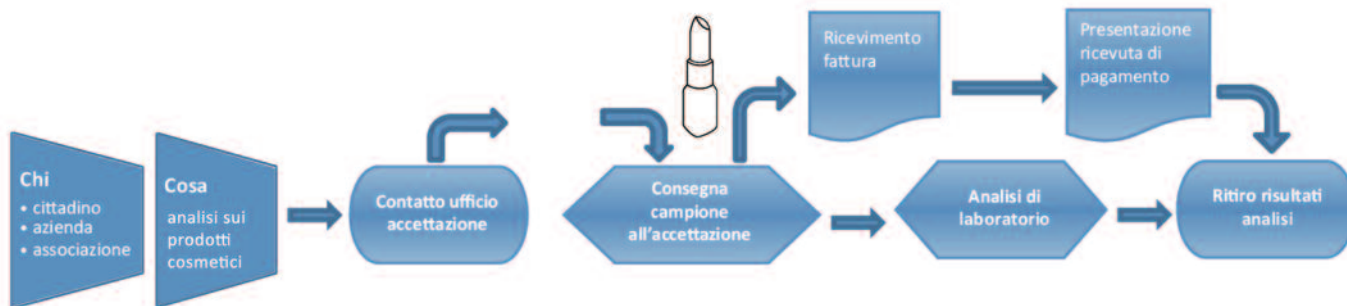 Chi
• cittadino
• azienda
• associazione
Cosa
analisi sui
prodotti
cosmetici
Contatto ufficio
accettazione
Consegna
campione
all'accettazione
Ricevimento
fattura
Presentazione
ricevuta di
pagamento
Analisi di
laboratorio
Ritiro risultati
analisi